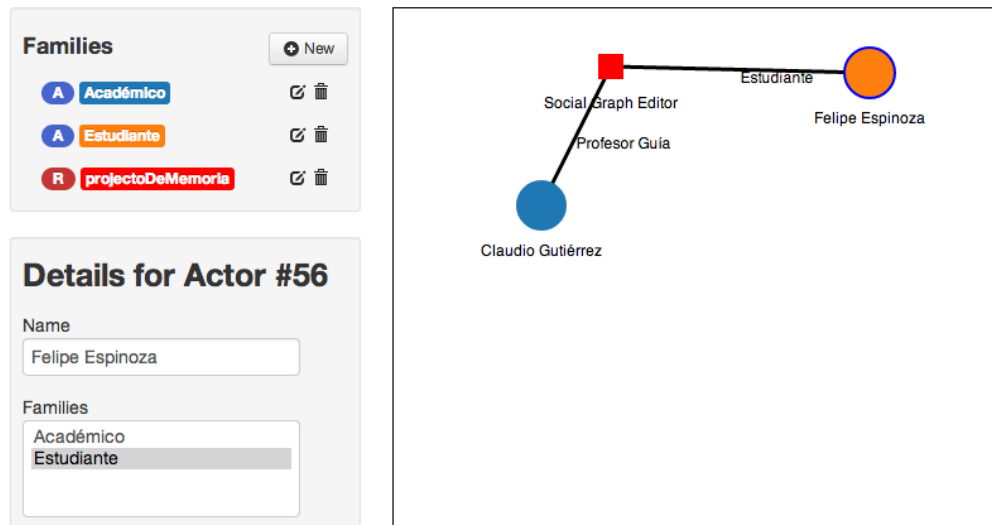 Families
New
A Académico
A Estudiante
R projectoDeMemoria
Details for Actor #56
Name
Felipe Espinoza
Families
Académico
Estudiante
Estudiante
Social Graph Editor
Felipe Espinoza
Profesor Guía
Claudio Gutiérrez